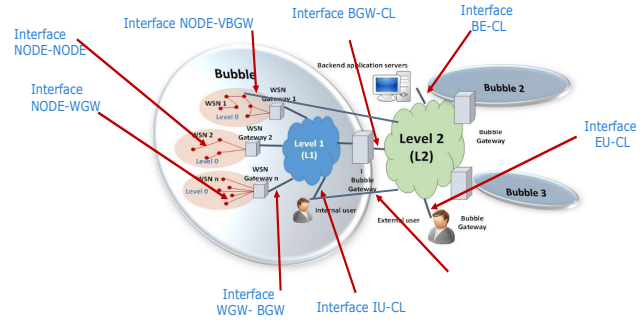 Interface NODE-VBGW
Interface BGW-CL
Interface
BE-CL
Interface
NODE-NODE
Interface
NODE-WGW
Backend application servers
Bubble
WSN 1
Level 0
WSN
Gateway 1
WSN 2
Level 0
WSN
Gateway 2
WSN n
Level 0
WSN
Gateway n
Level 1
(L1)
Level 2
(L2)
Bubble
Gateway
Bubble 2
Bubble
Gateway
Interface
EU-CL
Bubble 3
Internal user
External user
Bubble
Gateway
Interface
WGW- BGW
Interface IU-CL